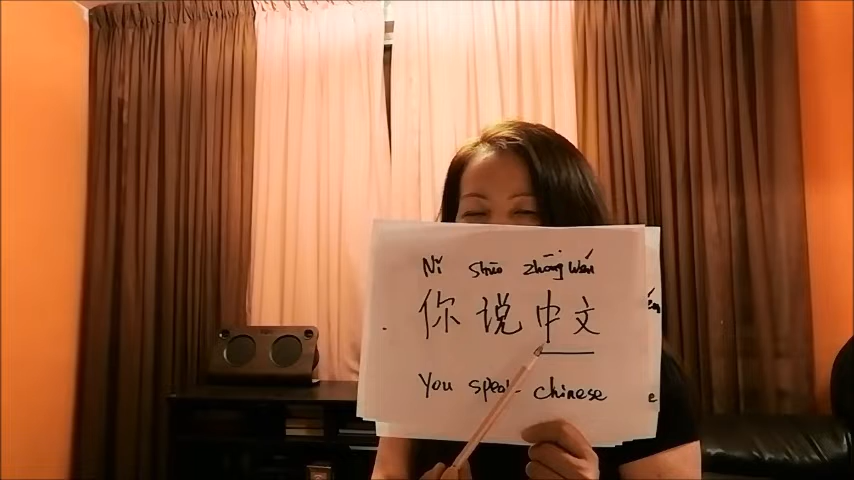 Nǐ shuō zhōng wén
你 说 中 文
You speak chinese